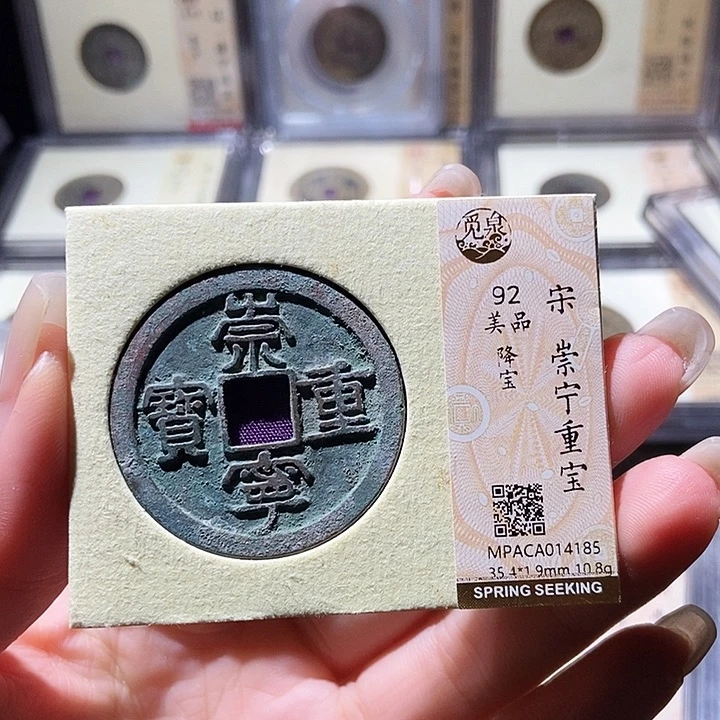 崇
重
寧
寶
觅泉
宋 崇宁重宝
92
美品
降宝
MPACA014185
35.4*1.9mm 10.8g
SPRING SEEKING